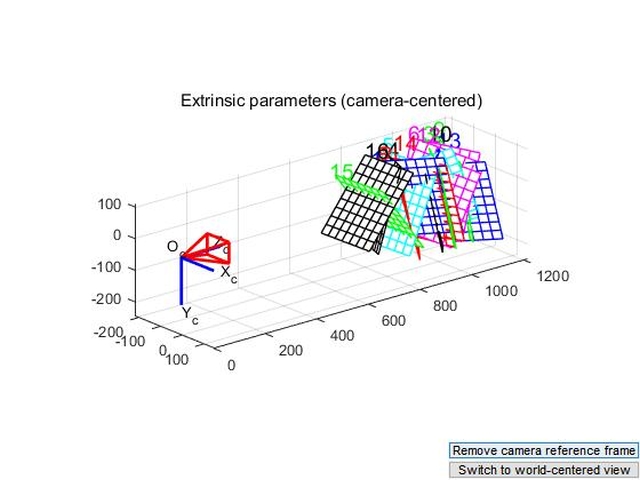 Extrinsic parameters (camera-centered)
15
100
0
-100
-200
-200
-100
0
100
0
200
400
600
800
1000
1200
O
X c
Y c
Remove camera reference frame
Switch to world-centered view